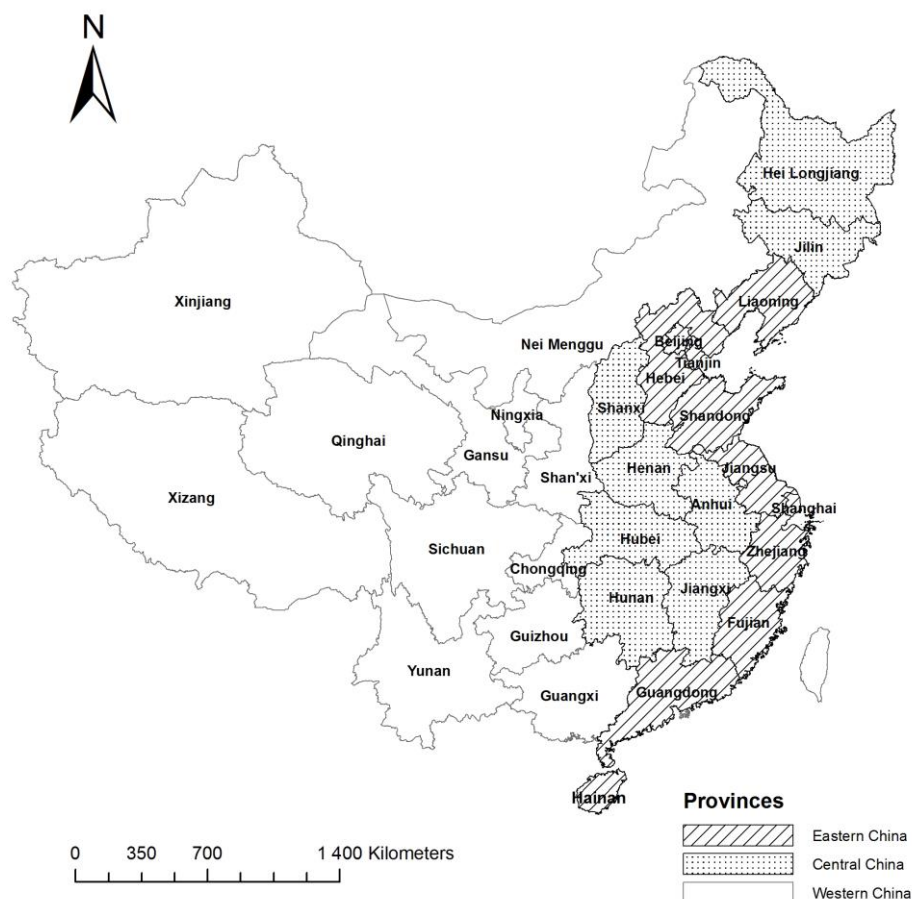 N
Hei Longjiang
Jilin
Xinjiang
Liaoning
Nei Menggu
Beijing
Tianjin
Hebei
Ningxia
Shanxi
Shandong
Qinghai
Gansu
Henan
Jiangsu
Shan'xi
Xizang
Anhui
Shanghai
Hubei
Sichuan
Zhejiang
Chongqing
Hunan
Jiangxi
Guizhou
Fujian
Yunan
Guangxi
Guangdong
Hainan
Provinces
Eastern China
0 350 700 1 400 Kilometers
Central China
Western China